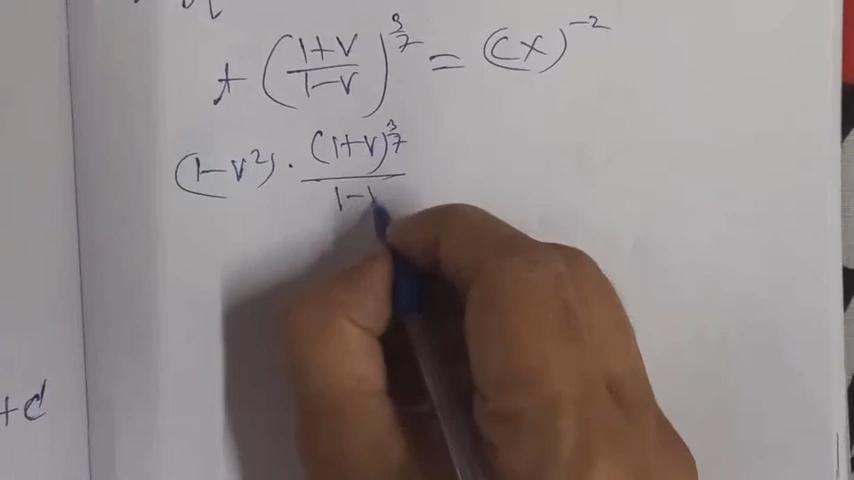 + ((1+v)/(1-v))^(3/7) = (cx)^(-2)
(1-v²) · (1+v)^(3/7) / 1-
+c